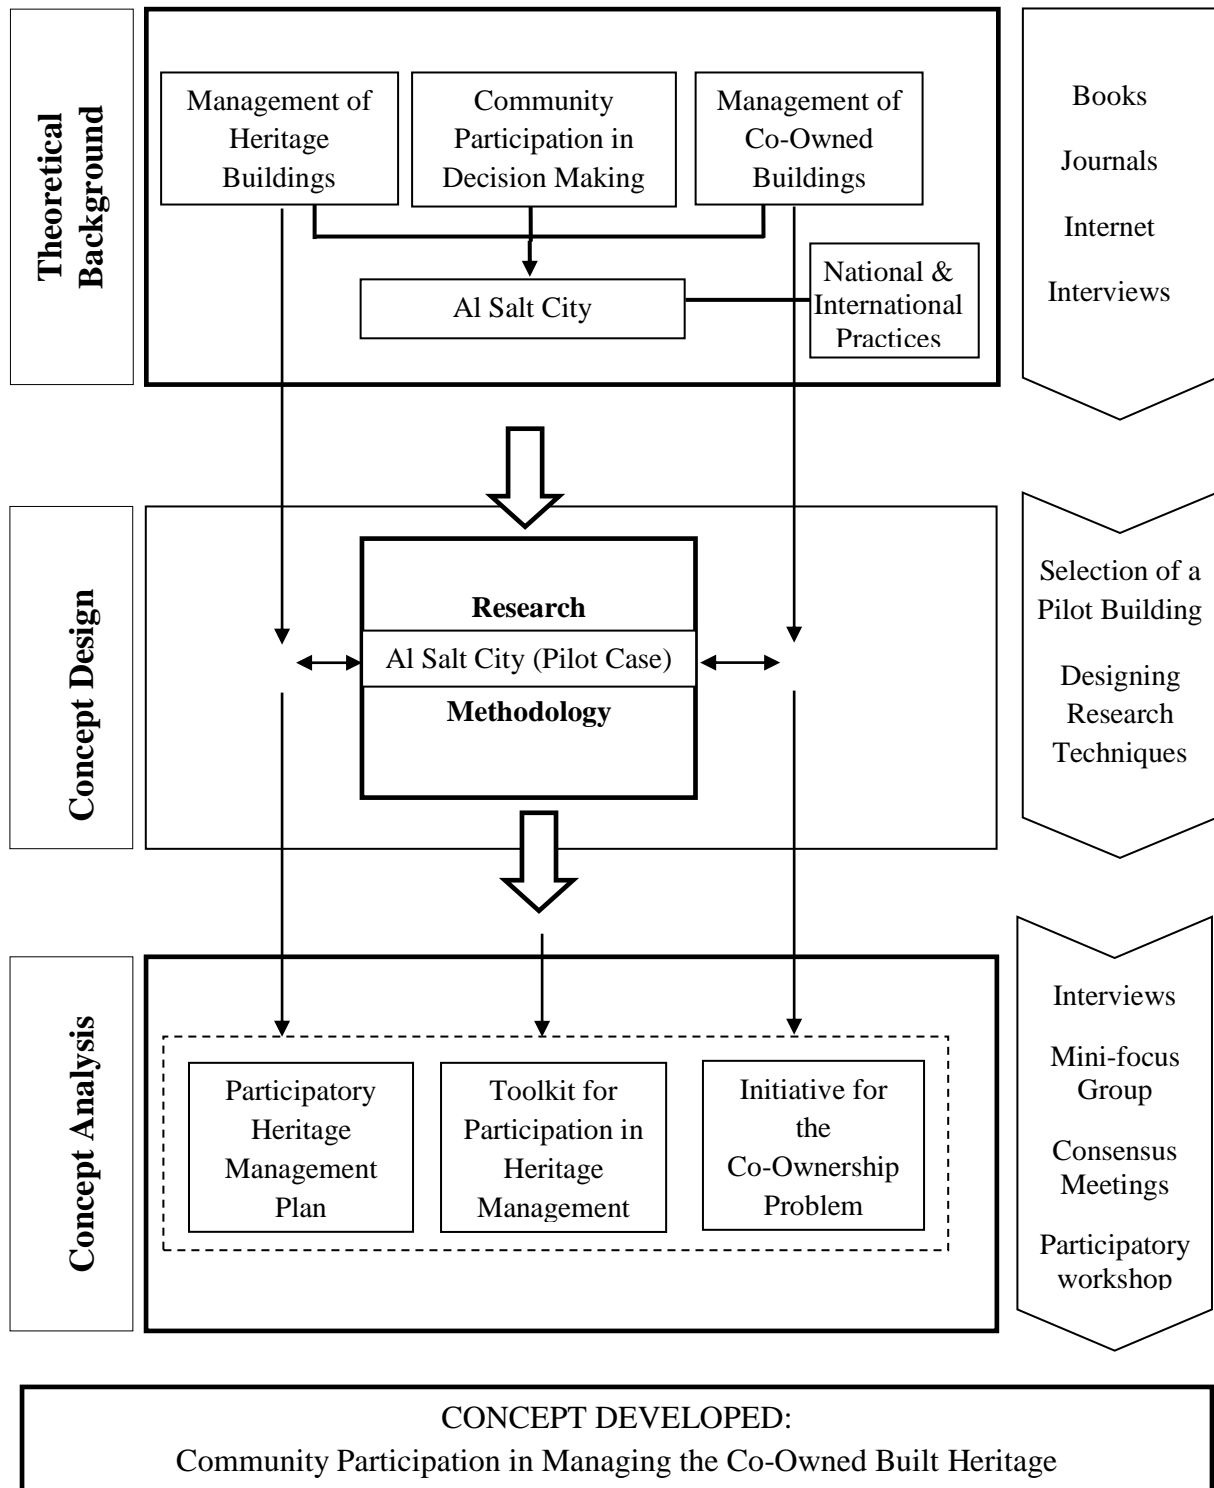 Theoretical
Background
Management of
Heritage
Buildings
Community
Participation in
Decision Making
Management of
Co-Owned
Buildings
Al Salt City
National &
International
Practices
Books
Journals
Internet
Interviews
Concept Design
Research
Al Salt City (Pilot Case)
Methodology
Selection of a
Pilot Building
Designing
Research
Techniques
Concept Analysis
Participatory
Heritage
Management
Plan
Toolkit for
Participation in
Heritage
Management
Initiative for
the
Co-Ownership
Problem
Interviews
Mini-focus
Group
Consensus
Meetings
Participatory
workshop
CONCEPT DEVELOPED:
Community Participation in Managing the Co-Owned Built Heritage